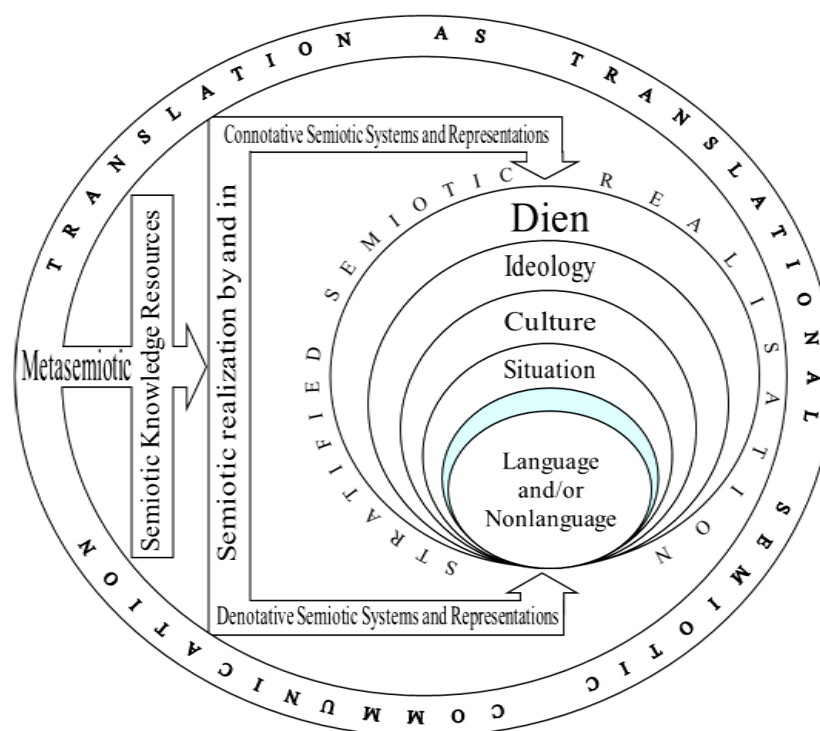 TRANSLATION AS TRANSLATIONAL SEMIOTIC COMMUNICATION
Connotative Semiotic Systems and Representations
STRATIFIED SEMIOTIC REALISATION
Metasemiotic
Semiotic Knowledge Resources
Semiotic realization by and in
Dien
Ideology
Culture
Situation
Language
and/or
Nonlanguage
Denotative Semiotic Systems and Representations